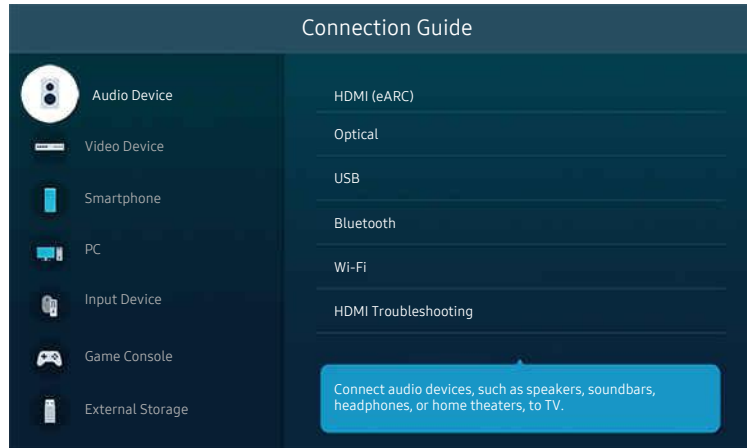 Connection Guide
Audio Device
Video Device
Smartphone
PC
Input Device
Game Console
External Storage
HDMI (eARC)
Optical
USB
Bluetooth
Wi-Fi
HDMI Troubleshooting
Connect audio devices, such as speakers, soundbars,
headphones, or home theaters, to TV.